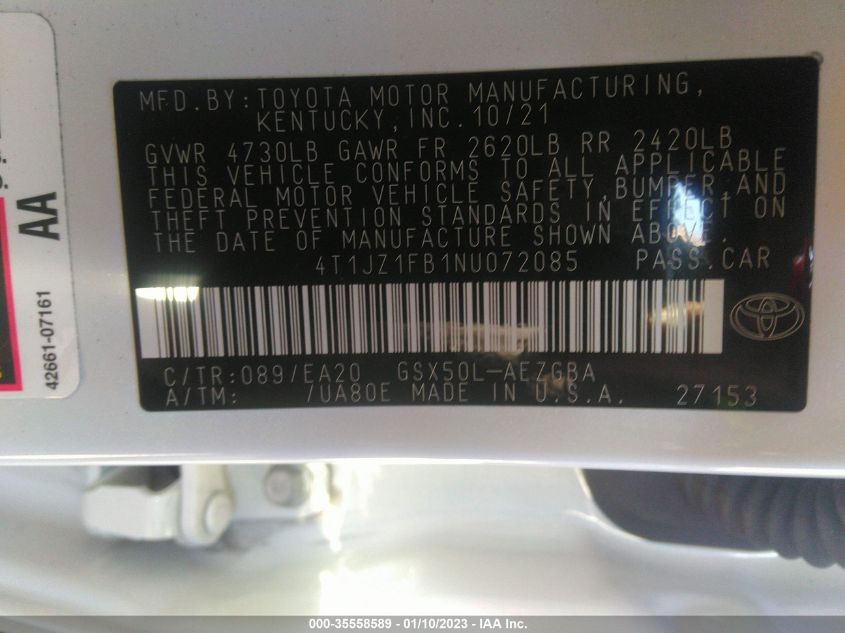 MFD.BY:TOYOTA MOTOR MANUFACTURING,
KENTUCKY,INC.10/21
GVWR 4730LB GAWR FR 2620LB RR 2420LB
THIS VEHICLE CONFORMS TO ALL APPLICABLE
FEDERAL MOTOR VEHICLE SAFETY,BUMPER,AND
THEFT PREVENTION STANDARDS IN EFFECT ON
THE DATE OF MANUFACTURE SHOWN ABOVE.
4T1JZ1FB1NU072085 PASS.CAR
C/TR:089/EA20 GSX50L-AEZGBA
A/TM: /UA80E MADE IN U.S.A. 27153
AA
42661-07161
000-35558589 — 01/10/2023 — IAA Inc.